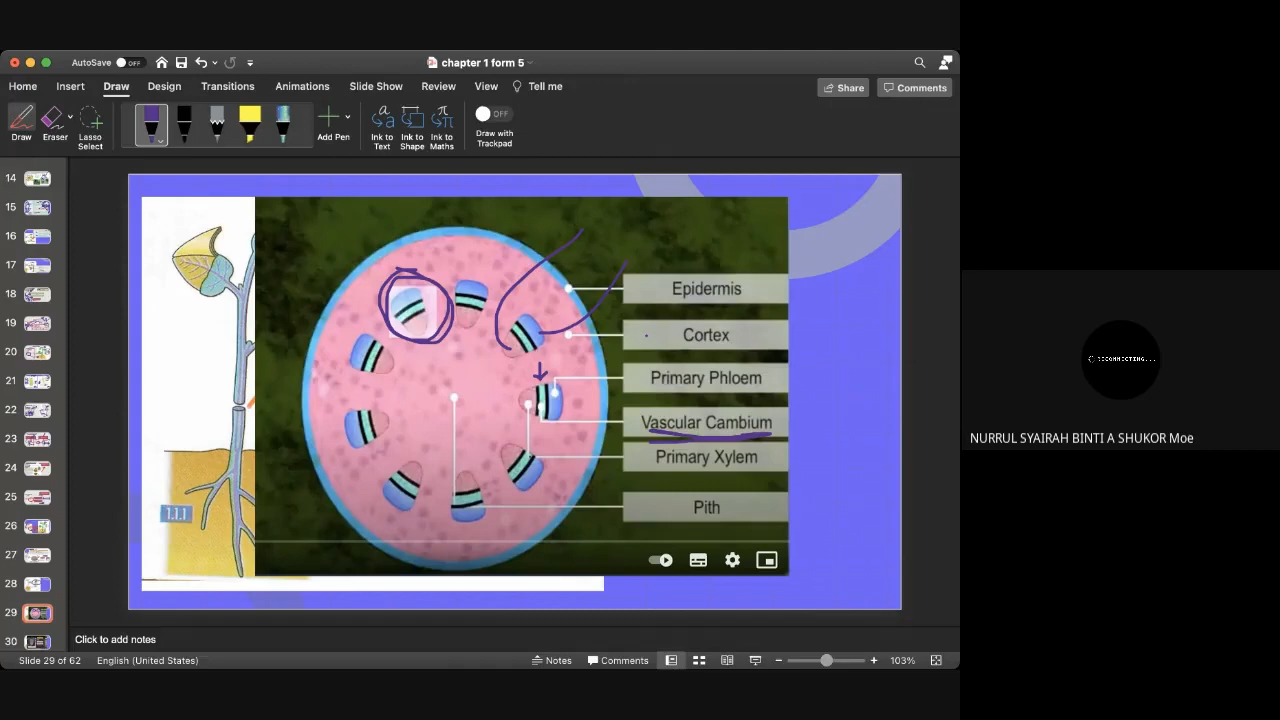 AutoSave OFF
chapter 1 form 5
Home Insert Draw Design Transitions Animations Slide Show Review View Tell me
Share Comments
Draw Eraser Lasso Select Add Pen Ink to Text Ink to Shape Ink to Maths OFF Draw with Trackpad
14
15
16
17
18
19
20
21
22
23
24
25
26
27
28
29
30
Epidermis
Cortex
Primary Phloem
Vascular Cambium
Primary Xylem
Pith
1.1.1
RECONNECTING...
NURRUL SYAIRAH BINTI A SHUKOR Moe
Click to add notes
Slide 29 of 62 English (United States) Notes Comments 103%